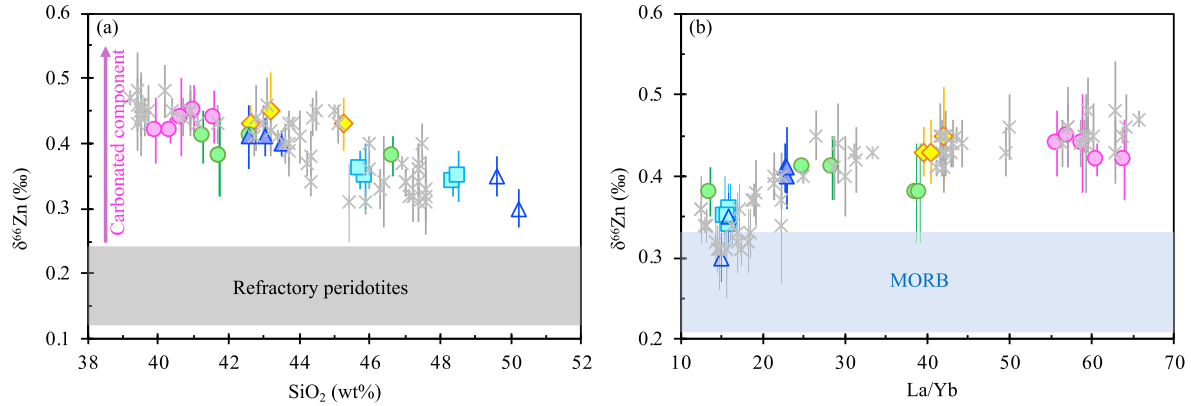 (a)
0.6
0.5
0.4
0.3
0.2
0.1
δ⁶⁶Zn (‰)
Carbonated component
Refractory peridotites
38 40 42 44 46 48 50 52
SiO₂ (wt%)
(b)
0.6
0.5
0.4
0.3
0.2
δ⁶⁶Zn (‰)
MORB
10 20 30 40 50 60 70
La/Yb